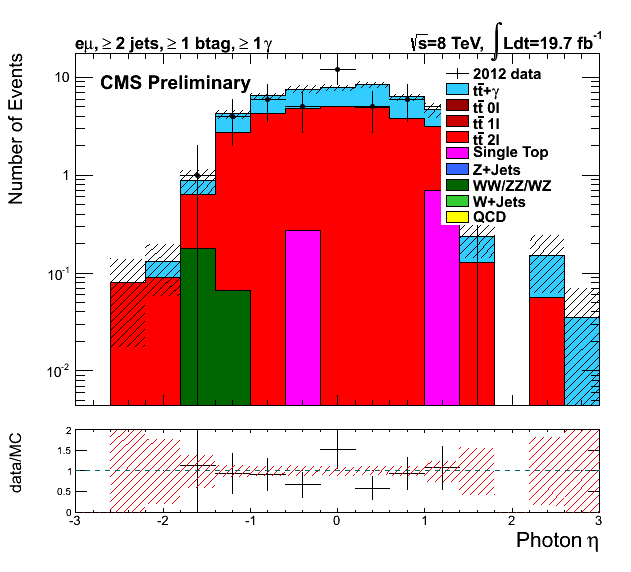 eμ, ≥ 2 jets, ≥ 1 btag, ≥ 1γ
√s=8 TeV, ∫Ldt=19.7 fb⁻¹
CMS Preliminary
Number of Events
10
1
10⁻¹
10⁻²
2012 data
tt̄+γ
tt̄ 0l
tt̄ 1l
tt̄ 2l
Single Top
Z+Jets
WW/ZZ/WZ
W+Jets
QCD
data/MC
2
1.5
1
0.5
0
-3 -2 -1 0 1 2 3
Photon η